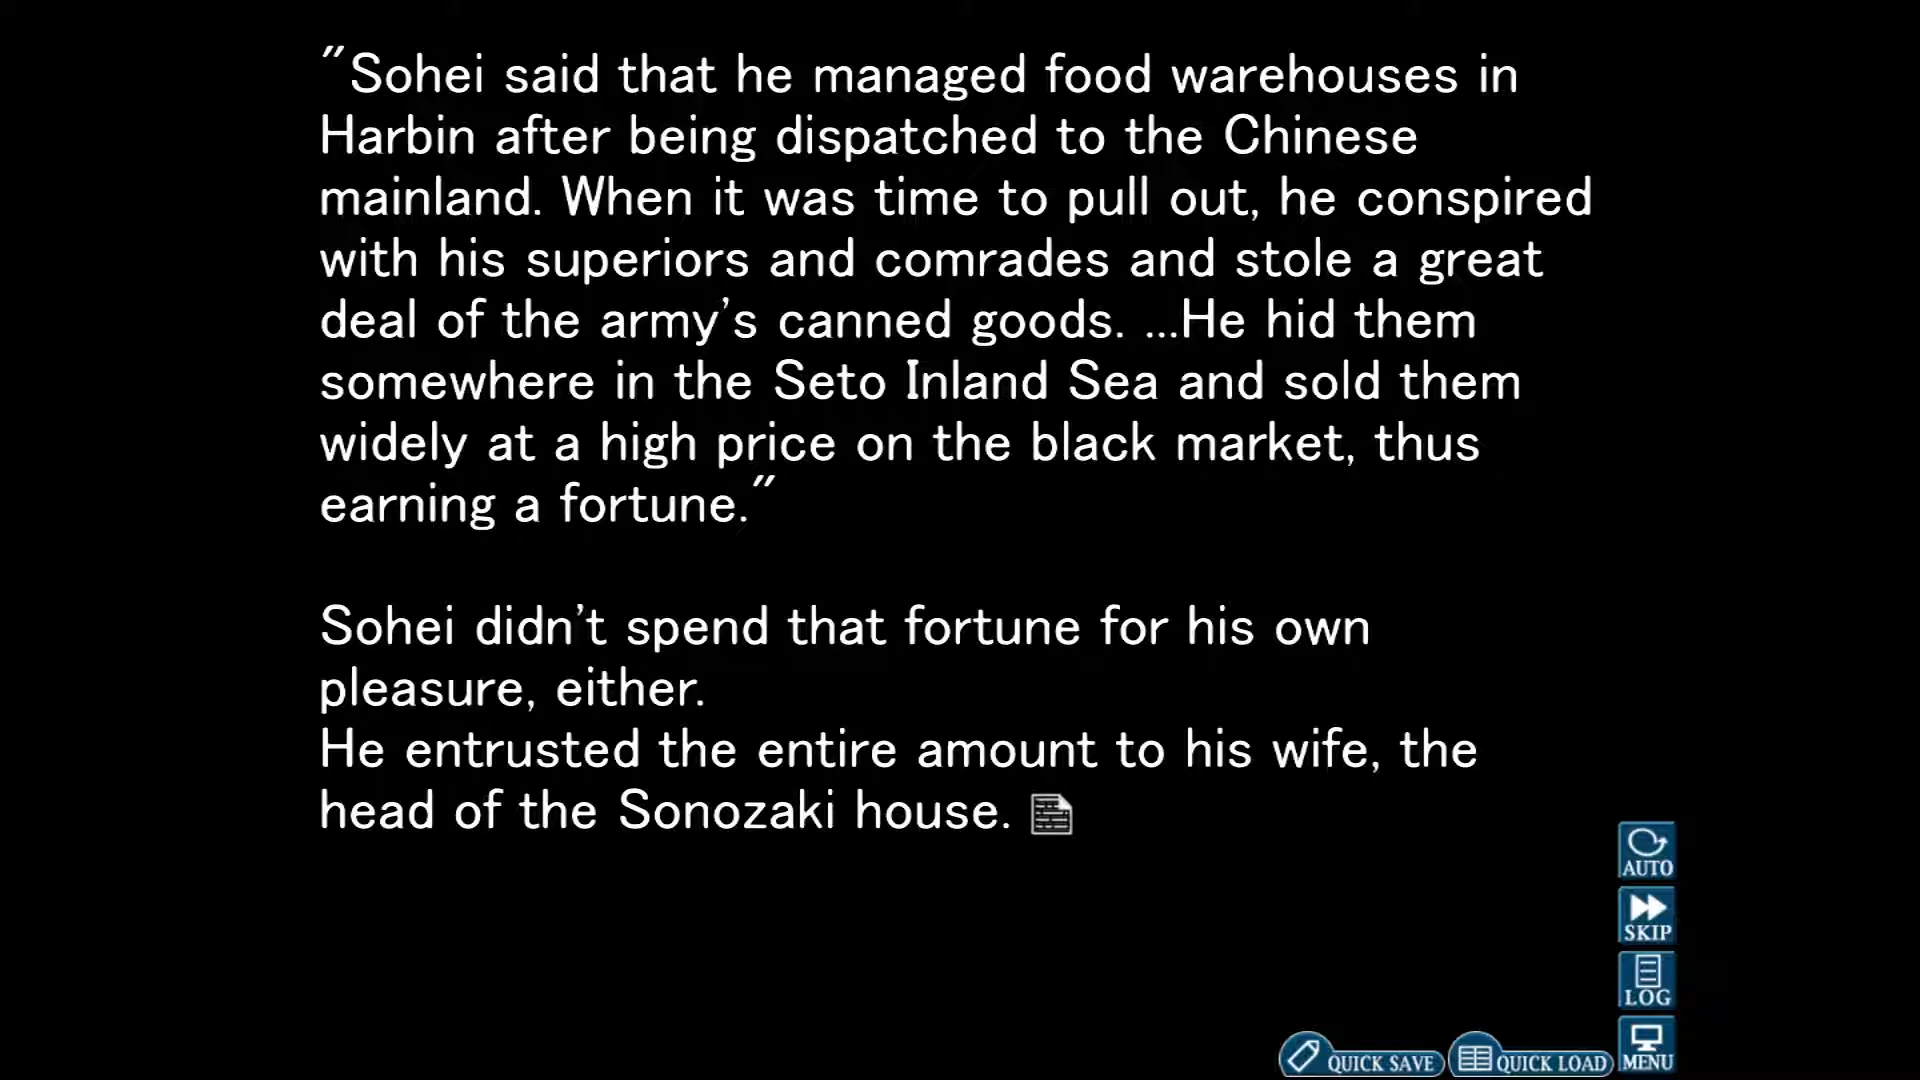 "Sohei said that he managed food warehouses in
Harbin after being dispatched to the Chinese
mainland. When it was time to pull out, he conspired
with his superiors and comrades and stole a great
deal of the army's canned goods. ...He hid them
somewhere in the Seto Inland Sea and sold them
widely at a high price on the black market, thus
earning a fortune."
Sohei didn't spend that fortune for his own
pleasure, either.
He entrusted the entire amount to his wife, the
head of the Sonozaki house.
AUTO
SKIP
LOG
MENU
QUICK SAVE
QUICK LOAD